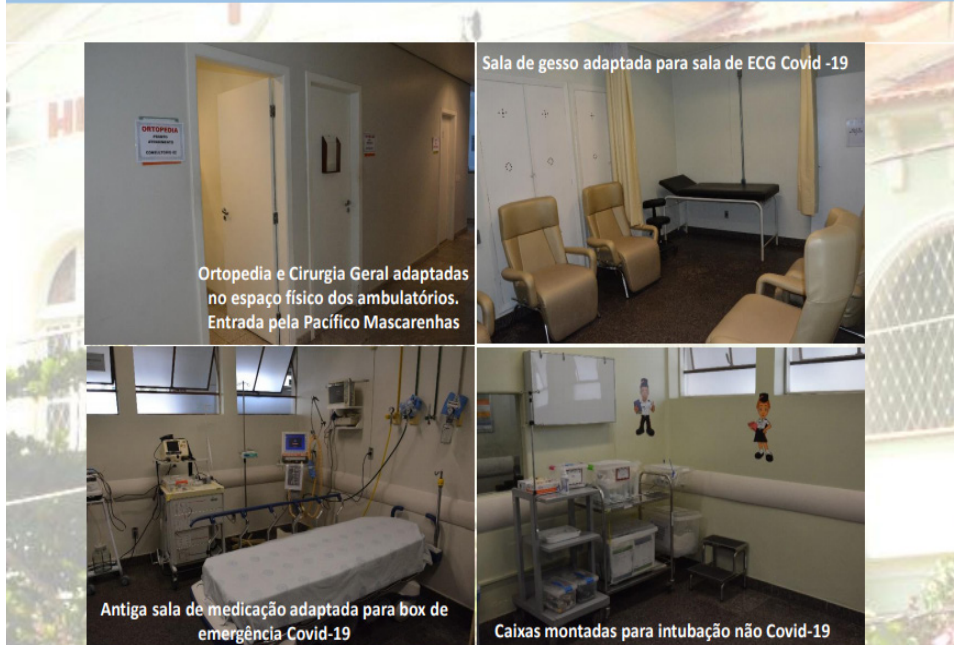 ORTOPEDIA
PRONTO
ATENDIMENTO
Ortopedia e Cirurgia Geral adaptadas
no espaço físico dos ambulatórios.
Entrada pela Pacífico Mascarenhas
Sala de gesso adaptada para sala de ECG Covid -19
Antiga sala de medicação adaptada para box de
emergência Covid-19
Caixas montadas para intubação não Covid-19